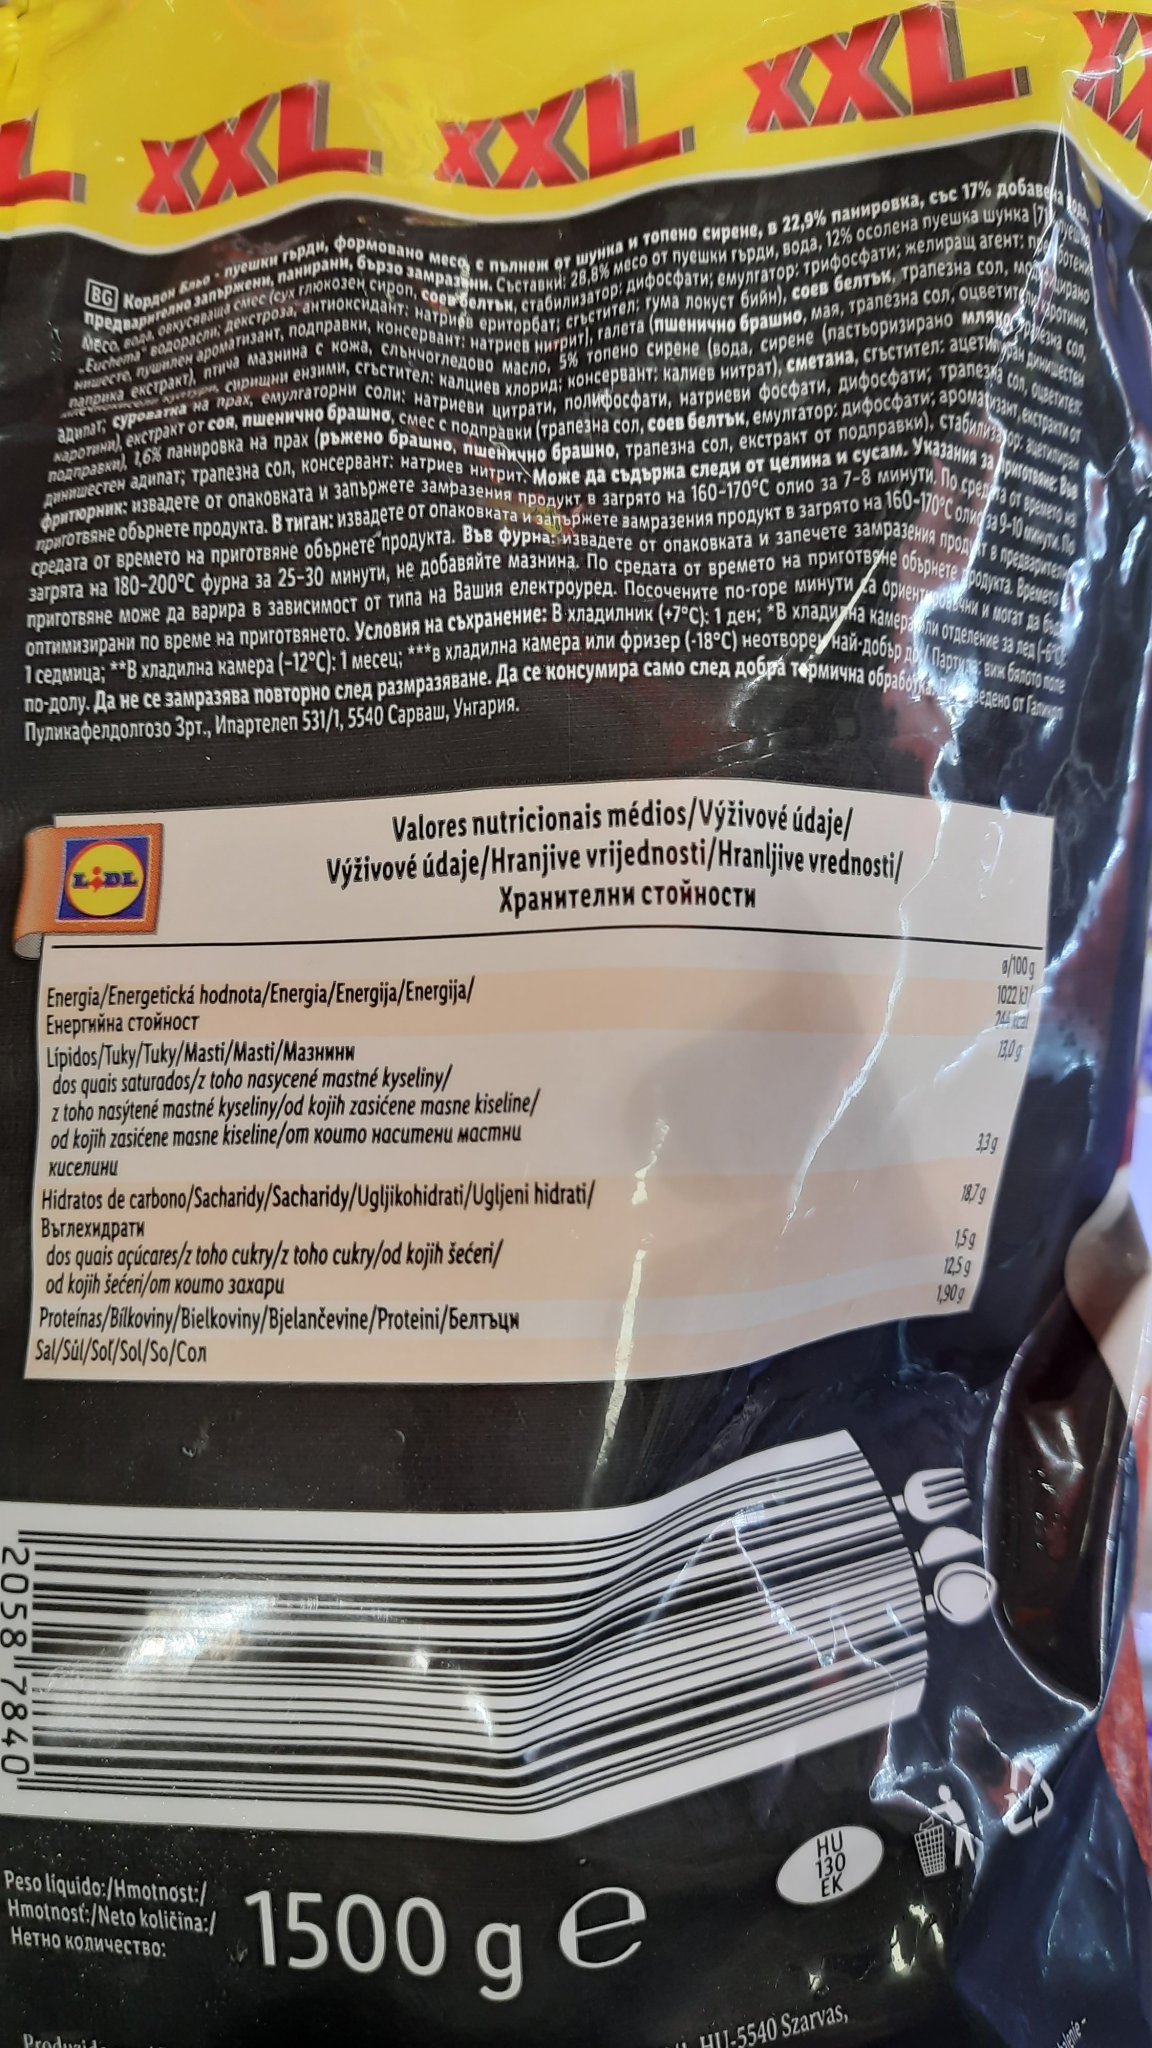 XXL XXL XXL
BG Кордон бльо - пуешки гърди, формовано месо, с пълнеж от шунка и топено сирене, в 22,9% панировка, със 17% добавена
предварително запържени, панирани, бързо замразени. Съставки: 28,8% месо от пуешки гърди, вода, 12% осолена пуешка шунка
месо, вода, овкусяваща смес (сух глюкозен сироп, соев белтък, стабилизатор: дифосфати; емулгатор: трифосфати; желиращ агент:
"Euchema" водорасли; декстроза, антиоксидант: натриев ериторбат; сгъстител: гума локуст бийн), соев белтък, трапезна сол,
нишесте, пушилен ароматизант, подправки, консервант: натриев нитрит), галета (пшенично брашно, мая, трапезна сол, оцветители:
паприка екстракт), птича мазнина с кожа, слънчогледово масло, 5% топено сирене (вода, сирене (пастьоризирано мляко, трапезна сол,
сирищни ензими, сгъстител: калциев хлорид; консервант: калиев нитрат), сметана, сгъстител:
адипат; суроватка на прах, емулгаторни соли: натриеви цитрати, полифосфати, натриеви фосфати, дифосфати; трапезна сол, оцветител:
каротини), екстракт от соя, пшенично брашно, смес с подправки (трапезна сол, соев белтък, емулгатор: дифосфати; ароматизант, екстракти от
подправки), 1,6% панировка на прах (ръжено брашно, пшенично брашно, трапезна сол, екстракт от подправки), стабилизатор:
динишестен адипат; трапезна сол, консервант: натриев нитрит. Може да съдържа следи от целина и сусам. Указания за приготвяне: Във
фритюрник: извадете от опаковката и запържете замразения продукт в загрято на 160-170°C олио за 7-8 минути. По средата от времето на
приготвяне обърнете продукта. В тиган: извадете от опаковката и запържете замразения продукт в загрято на 160-170°C олио за 9-10 минути. По
средата от времето на приготвяне обърнете продукта. Във фурна: извадете от опаковката и запечете замразения продукт в предварително
загрята на 180-200°C фурна за 25-30 минути, не добавяйте мазнина. По средата от времето на приготвяне обърнете продукта. Времето
приготвяне може да варира в зависимост от типа на Вашия електроуред. Посочените по-горе минути са ориентировъчни и могат да бъдат
оптимизирани по време на приготвянето. Условия на съхранение: В хладилник (+7°C): 1 ден; *В хладилна камера или отделение за лед (-6°C):
1 седмица; **В хладилна камера (-12°C): 1 месец; ***в хладилна камера или фризер (-18°C) неотворен най-добър до / Партида: виж бялото поле
по-долу. Да не се замразява повторно след размразяване. Да се консумира само след добра термична обработка. Произведено от Галикоп
Пуликафелдолгозо Зрт., Ипартелеп 531/1, 5540 Сарваш, Унгария.
LIDL
Valores nutricionais médios/Výživové údaje/
Výživové údaje/Hranjive vrijednosti/Hranljive vrednosti/
Хранителни стойности
ø/100 g
Energia/Energetická hodnota/Energia/Energija/Energija/ 1022 kJ/
Енергийна стойност 244 kcal
Lípidos/Tuky/Tuky/Masti/Masti/Мазнини 13,0 g
dos quais saturados/z toho nasycené mastné kyseliny/
z toho nasýtené mastné kyseliny/od kojih zasićene masne kiseline/
od kojih zasićene masne kiseline/от които наситени мастни
киселини 3,3 g
Hidratos de carbono/Sacharidy/Sacharidy/Ugljikohidrati/Ugljeni hidrati/
Въглехидрати 18,7 g
dos quais açúcares/z toho cukry/z toho cukry/od kojih šećeri/
od kojih šećeri/от които захари 1,5 g
Proteínas/Bílkoviny/Bielkoviny/Bjelančevine/Proteini/Белтъци 12,5 g
Sal/Sůl/Soľ/Sol/So/Сол 1,90 g
2058 7840
HU
130
EK
Peso líquido:/Hmotnost:/
Hmotnosť:/Neto količina:/
Нетно количество:
1500 g e
HU-5540 Szarvas,